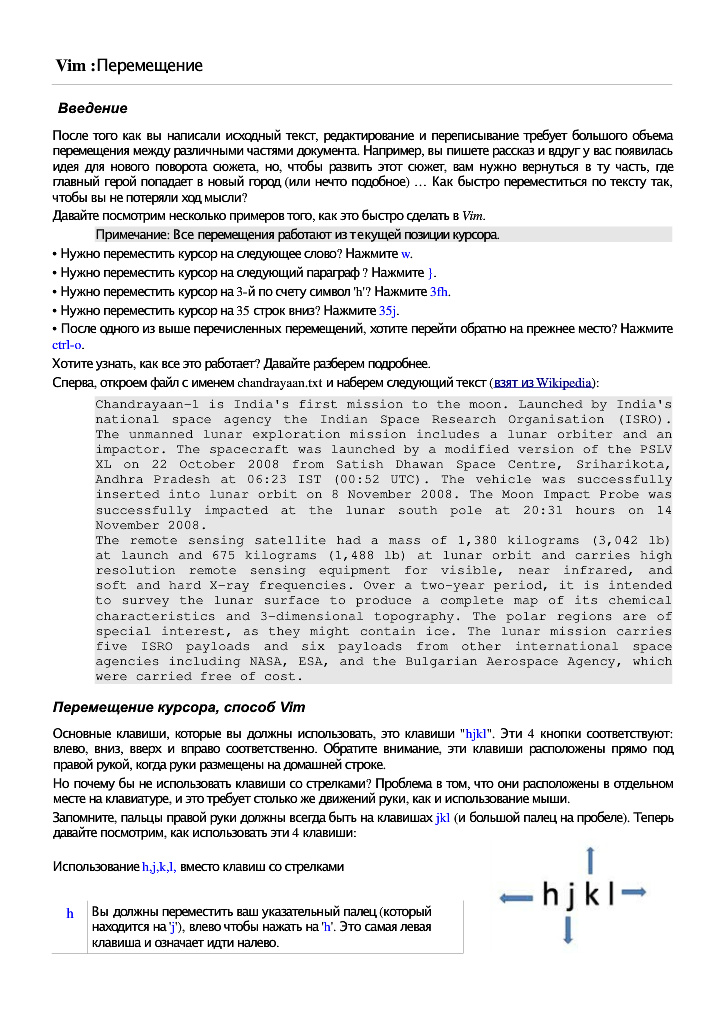 Vim :Перемещение
Введение
После того как вы написали исходный текст, редактирование и переписывание требует большого объема
перемещения между различными частями документа. Например, вы пишете рассказ и вдруг у вас появилась
идея для нового поворота сюжета, но, чтобы развить этот сюжет, вам нужно вернуться в ту часть, где
главный герой попадает в новый город (или нечто подобное) … Как быстро переместиться по тексту так,
чтобы вы не потеряли ход мысли?
Давайте посмотрим несколько примеров того, как это быстро сделать в Vim.
Примечание: Все перемещения работают из текущей позиции курсора.
• Нужно переместить курсор на следующее слово? Нажмите w.
• Нужно переместить курсор на следующий параграф ? Нажмите }.
• Нужно переместить курсор на 3-й по счету символ 'h'? Нажмите 3fh.
• Нужно переместить курсор на 35 строк вниз? Нажмите 35j.
• После одного из выше перечисленных перемещений, хотите перейти обратно на прежнее место? Нажмите
ctrl-o.
Хотите узнать, как все это работает? Давайте разберем подробнее.
Сперва, откроем файл с именем chandrayaan.txt и наберем следующий текст (взят из Wikipedia):
Chandrayaan-1 is India's first mission to the moon. Launched by India's
national space agency the Indian Space Research Organisation (ISRO).
The unmanned lunar exploration mission includes a lunar orbiter and an
impactor. The spacecraft was launched by a modified version of the PSLV
XL on 22 October 2008 from Satish Dhawan Space Centre, Sriharikota,
Andhra Pradesh at 06:23 IST (00:52 UTC). The vehicle was successfully
inserted into lunar orbit on 8 November 2008. The Moon Impact Probe was
successfully impacted at the lunar south pole at 20:31 hours on 14
November 2008.
The remote sensing satellite had a mass of 1,380 kilograms (3,042 lb)
at launch and 675 kilograms (1,488 lb) at lunar orbit and carries high
resolution remote sensing equipment for visible, near infrared, and
soft and hard X-ray frequencies. Over a two-year period, it is intended
to survey the lunar surface to produce a complete map of its chemical
characteristics and 3-dimensional topography. The polar regions are of
special interest, as they might contain ice. The lunar mission carries
five ISRO payloads and six payloads from other international space
agencies including NASA, ESA, and the Bulgarian Aerospace Agency, which
were carried free of cost.
Перемещение курсора, способ Vim
Основные клавиши, которые вы должны использовать, это клавиши "hjkl". Эти 4 кнопки соответствуют:
влево, вниз, вверх и вправо соответственно. Обратите внимание, эти клавиши расположены прямо под
правой рукой, когда руки размещены на домашней строке.
Но почему бы не использовать клавиши со стрелками? Проблема в том, что они расположены в отдельном
месте на клавиатуре, и это требует столько же движений руки, как и использование мыши.
Запомните, пальцы правой руки должны всегда быть на клавишах jkl (и большой палец на пробеле). Теперь
давайте посмотрим, как использовать эти 4 клавиши:
Использование h,j,k,l, вместо клавиш со стрелками
h j k l
h Вы должны переместить ваш указательный палец (который
находится на 'j'), влево чтобы нажать на 'h'. Это самая левая
клавиша и означает идти налево.